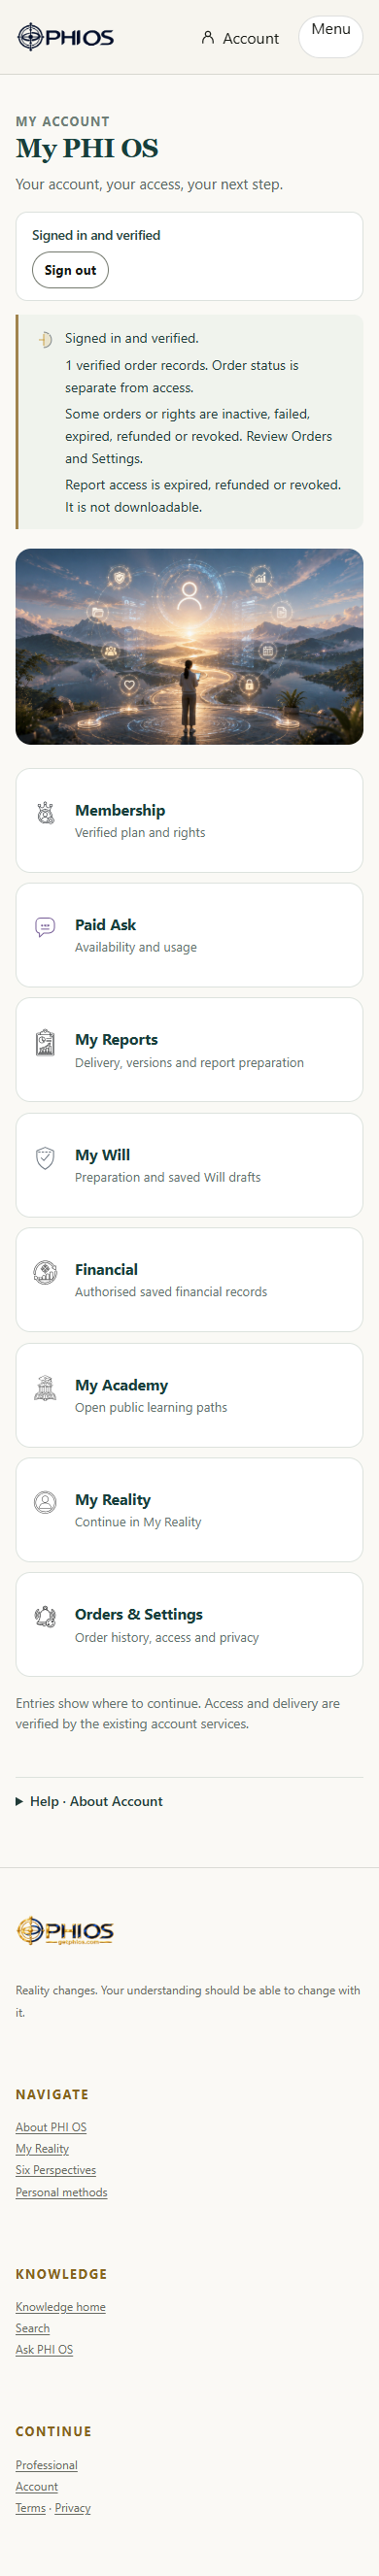 PHIOS
Account
Menu
MY ACCOUNT
My PHI OS
Your account, your access, your next step.
Signed in and verified
Sign out
Signed in and verified.
1 verified order records. Order status is
separate from access.
Some orders or rights are inactive, failed,
expired, refunded or revoked. Review Orders
and Settings.
Report access is expired, refunded or revoked.
It is not downloadable.
Membership
Verified plan and rights
Paid Ask
Availability and usage
My Reports
Delivery, versions and report preparation
My Will
Preparation and saved Will drafts
Financial
Authorised saved financial records
My Academy
Open public learning paths
My Reality
Continue in My Reality
Orders & Settings
Order history, access and privacy
Entries show where to continue. Access and delivery are
verified by the existing account services.
Help · About Account
PHIOS
getphios.com
Reality changes. Your understanding should be able to change with
it.
NAVIGATE
About PHI OS
My Reality
Six Perspectives
Personal methods
KNOWLEDGE
Knowledge home
Search
Ask PHI OS
CONTINUE
Professional
Account
Terms · Privacy